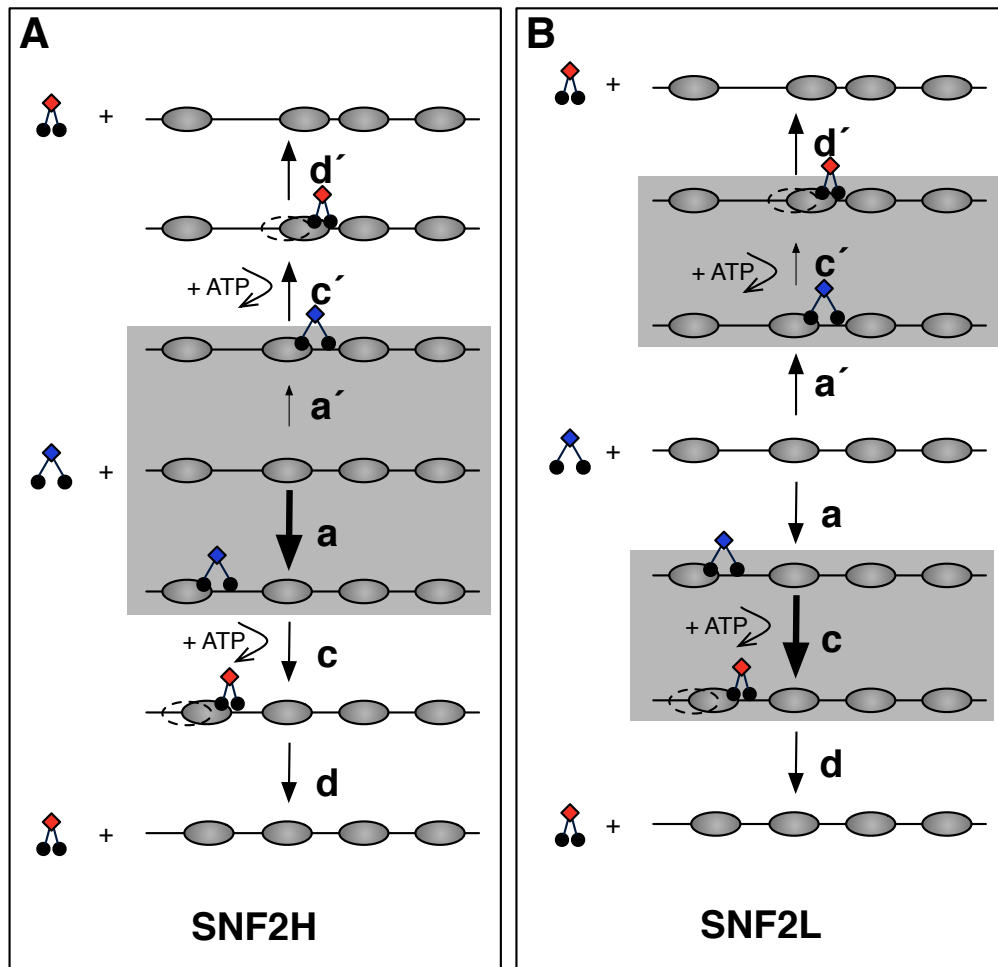 A
+
d´
+ ATP
c´
a´
+
a
+ ATP
c
d
+
SNF2H
B
+
d´
+ ATP
c´
a´
+
a
+ ATP
c
d
+
SNF2L